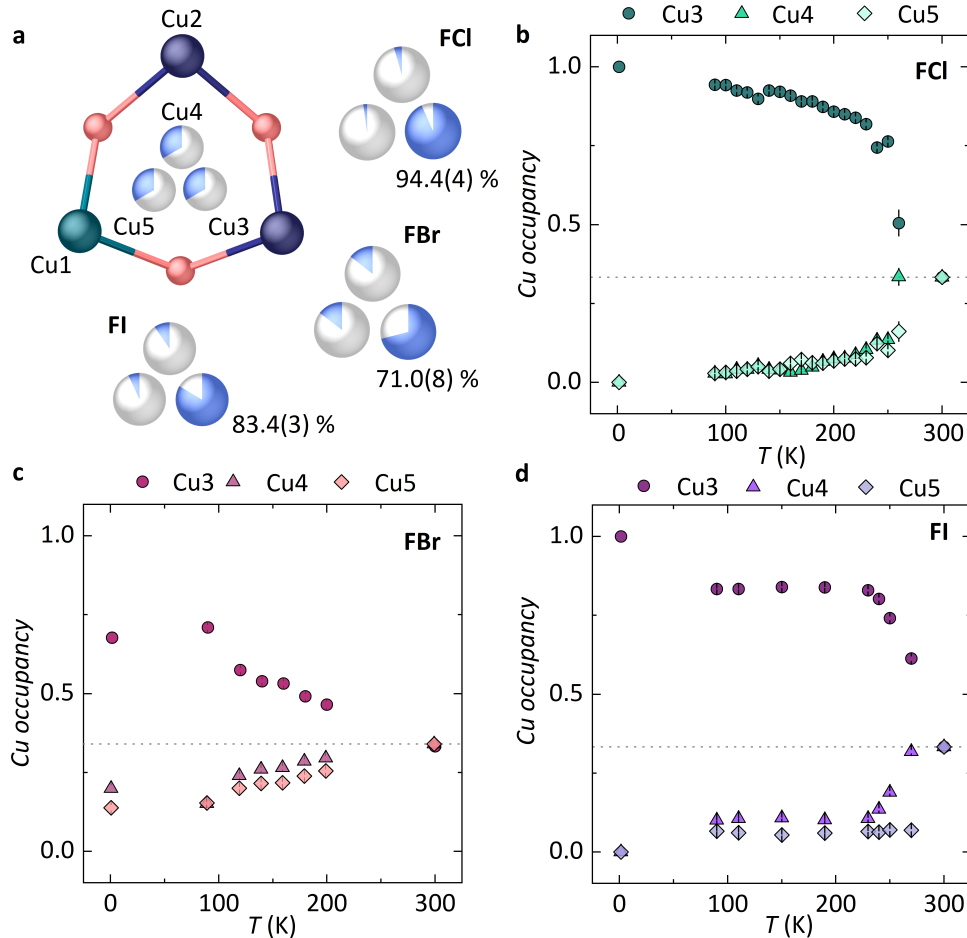 a
Cu2
Cu4
Cu5
Cu3
Cu1
FCl
94.4(4) %
FBr
71.0(8) %
FI
83.4(3) %
b
Cu3 Cu4 Cu5
FCl
1.0
0.5
0.0
Cu occupancy
0 100 200 300
T (K)
c
Cu3 Cu4 Cu5
FBr
1.0
0.5
0.0
Cu occupancy
0 100 200 300
T (K)
d
Cu3 Cu4 Cu5
FI
1.0
0.5
0.0
Cu occupancy
0 100 200 300
T (K)